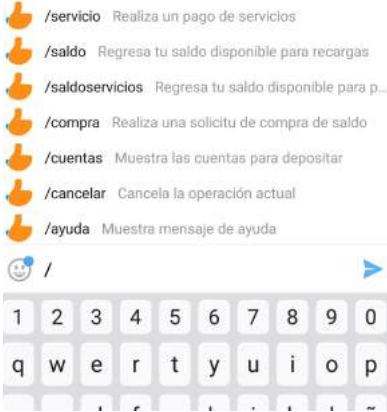 /servicio Realiza un pago de servicios
/saldo Regresa tu saldo disponible para recargas
/saldoservicios Regresa tu saldo disponible para p...
/compra Realiza una solicitu de compra de saldo
/cuentas Muestra las cuentas para depositar
/cancelar Cancela la operación actual
/ayuda Muestra mensaje de ayuda
/
1 2 3 4 5 6 7 8 9 0
q w e r t y u i o p